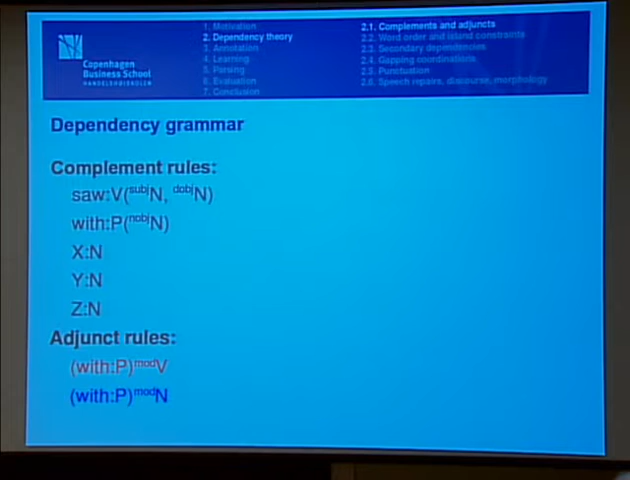 Copenhagen
Business School
HANDELSHØJSKOLEN
1. Motivation
2. Dependency theory
3. Annotation
4. Learning
5. Parsing
6. Evaluation
7. Conclusion
2.1. Complements and adjuncts
2.2. Word order and island constraints
2.3. Secondary dependencies
2.4. Gapping coordinations
2.5. Punctuation
2.6. Speech repairs, discourse, morphology
Dependency grammar
Complement rules:
saw:V(subjN, dobjN)
with:P(nobjN)
X:N
Y:N
Z:N
Adjunct rules:
(with:P)modV
(with:P)modN